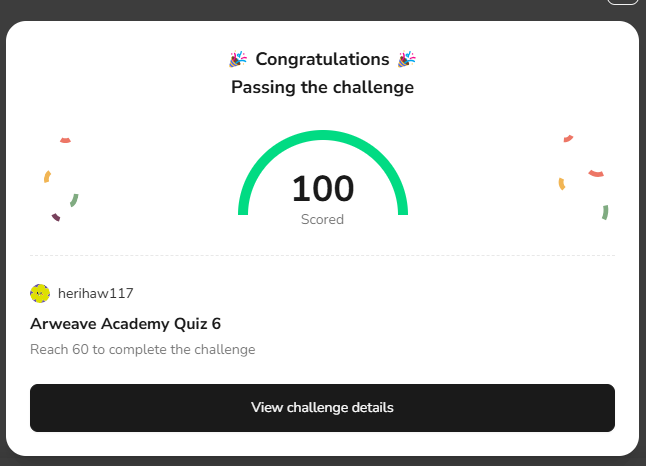 🎉 Congratulations 🎉
Passing the challenge
100
Scored
herihaw117
Arweave Academy Quiz 6
Reach 60 to complete the challenge
View challenge details